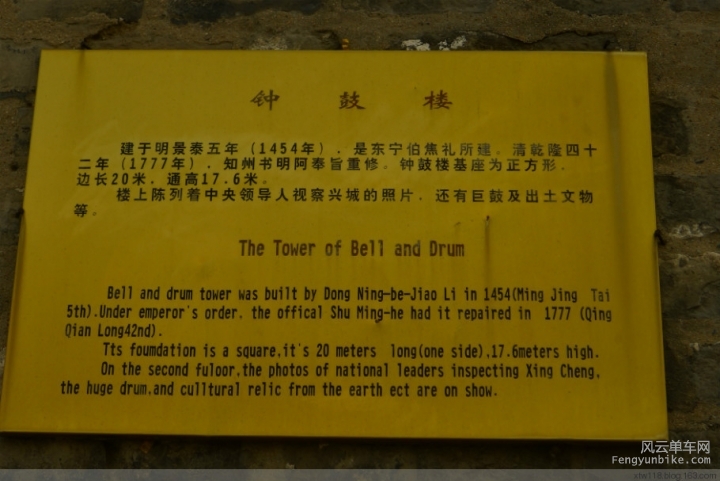 钟鼓楼
建于明景泰五年（1454年），是东宁伯焦礼所建。清乾隆四十
二年（1777年），知州书明阿奉旨重修。钟鼓楼基座为正方形，
边长20米，通高17.6米。
楼上陈列着中央领导人视察兴城的照片，还有巨鼓及出土文物
等。
The Tower of Bell and Drum
Bell and drum tower was built by Dong Ning-be-Jiao Li in 1454(Ming Jing Tai
5th).Under emperor's order, the offical Shu Ming-he had it repaired in 1777 (Qing
Qian Long42nd).
Tts foumdation is a square,it's 20 meters long(one side),17.6meters high.
On the second fuloor,the photos of national leaders inspecting Xing Cheng,
the huge drum,and culltural relic from the earth ect are on show.
风云单车网
Fengyunbike.com